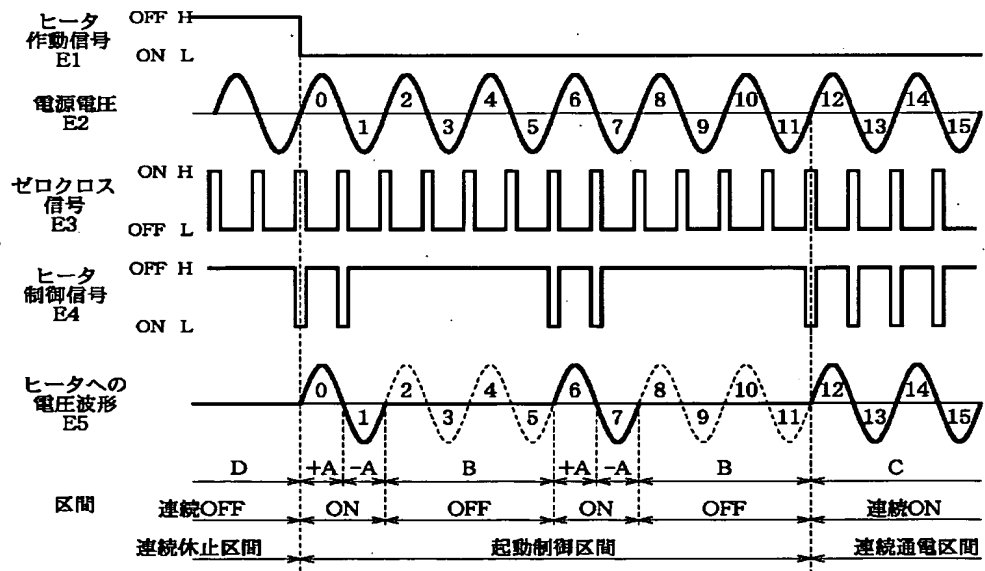 ヒータ
作動信号
E1
OFF H
ON L
電源電圧
E2
0 1 2 3 4 5 6 7 8 9 10 11 12 13 14 15
ゼロクロス
信号
E3
ON H
OFF L
ヒータ
制御信号
E4
OFF H
ON L
ヒータへの
電圧波形
E5
0 1 2 3 4 5 6 7 8 9 10 11 12 13 14 15
D +A -A B +A -A B C
区間
連続OFF ON OFF ON OFF 連続ON
連続休止区間 起動制御区間 連続通電区間